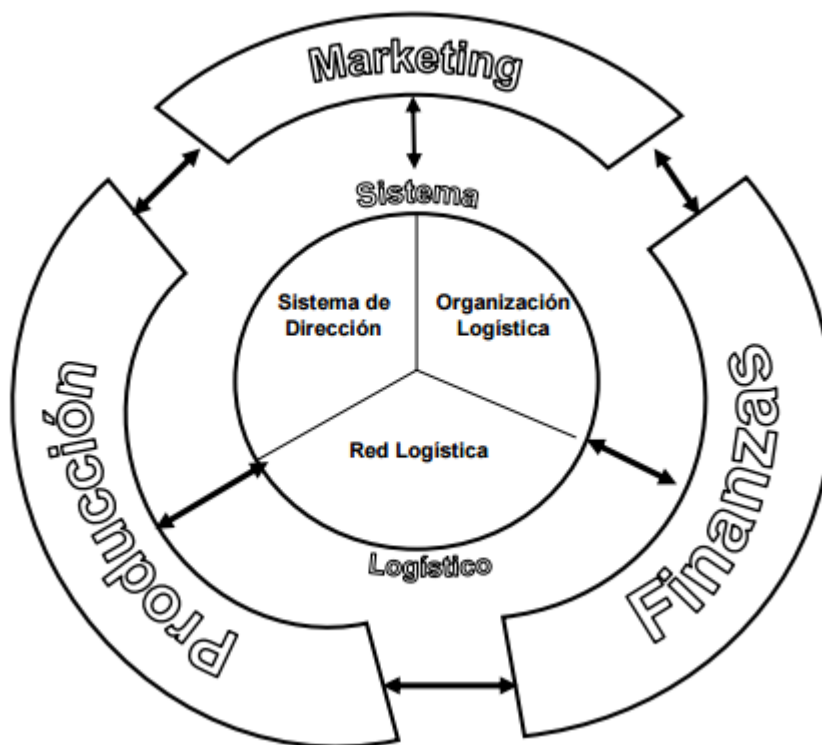 Marketing
Sistema
Sistema de
Dirección
Organización
Logística
Red Logística
Logístico
Producción
Finanzas